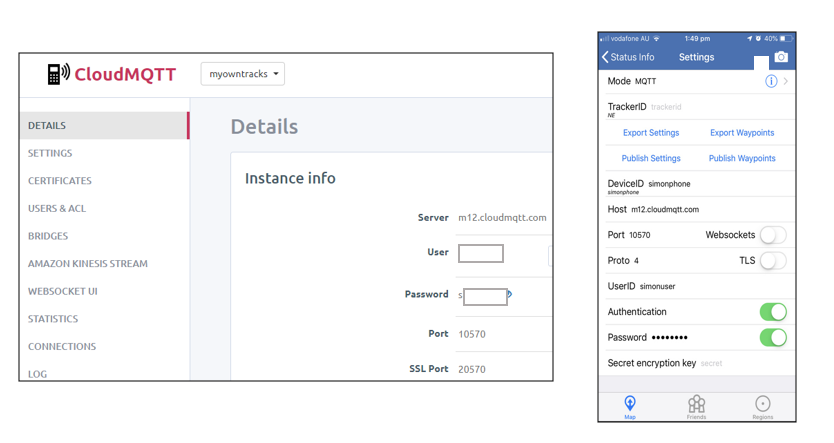 CloudMQTT
myowntracks
DETAILS
SETTINGS
CERTIFICATES
USERS & ACL
BRIDGES
AMAZON KINESIS STREAM
WEBSOCKET UI
STATISTICS
CONNECTIONS
LOG
Details
Instance info
Server m12.cloudmqtt.com
User
Password s
Port 10570
SSL Port 20570
vodafone AU 1:49 pm 40%
Status Info Settings
Mode MQTT
TrackerID trackerid
NE
Export Settings Export Waypoints
Publish Settings Publish Waypoints
DeviceID simonphone
simonphone
Host m12.cloudmqtt.com
Port 10570 Websockets
Proto 4 TLS
UserID simonuser
Authentication
Password ●●●●●●●●
Secret encryption key secret
Map Friends Regions